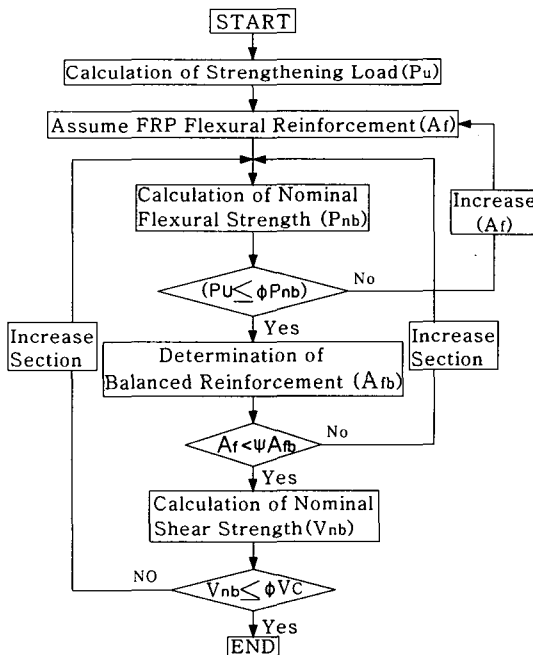 START
Calculation of Strengthening Load(Pu)
Assume FRP Flexural Reinforcement(Af)
Calculation of Nominal
Flexural Strength (Pnb)
Increase
(Af)
(PU≤ φPnb)
No
Yes
Increase
Section
Determination of
Balanced Reinforcement (Afb)
Increase
Section
Af<ψAfb
No
Yes
Calculation of Nominal
Shear Strength(Vnb)
NO
Vnb≤ φVc
Yes
END